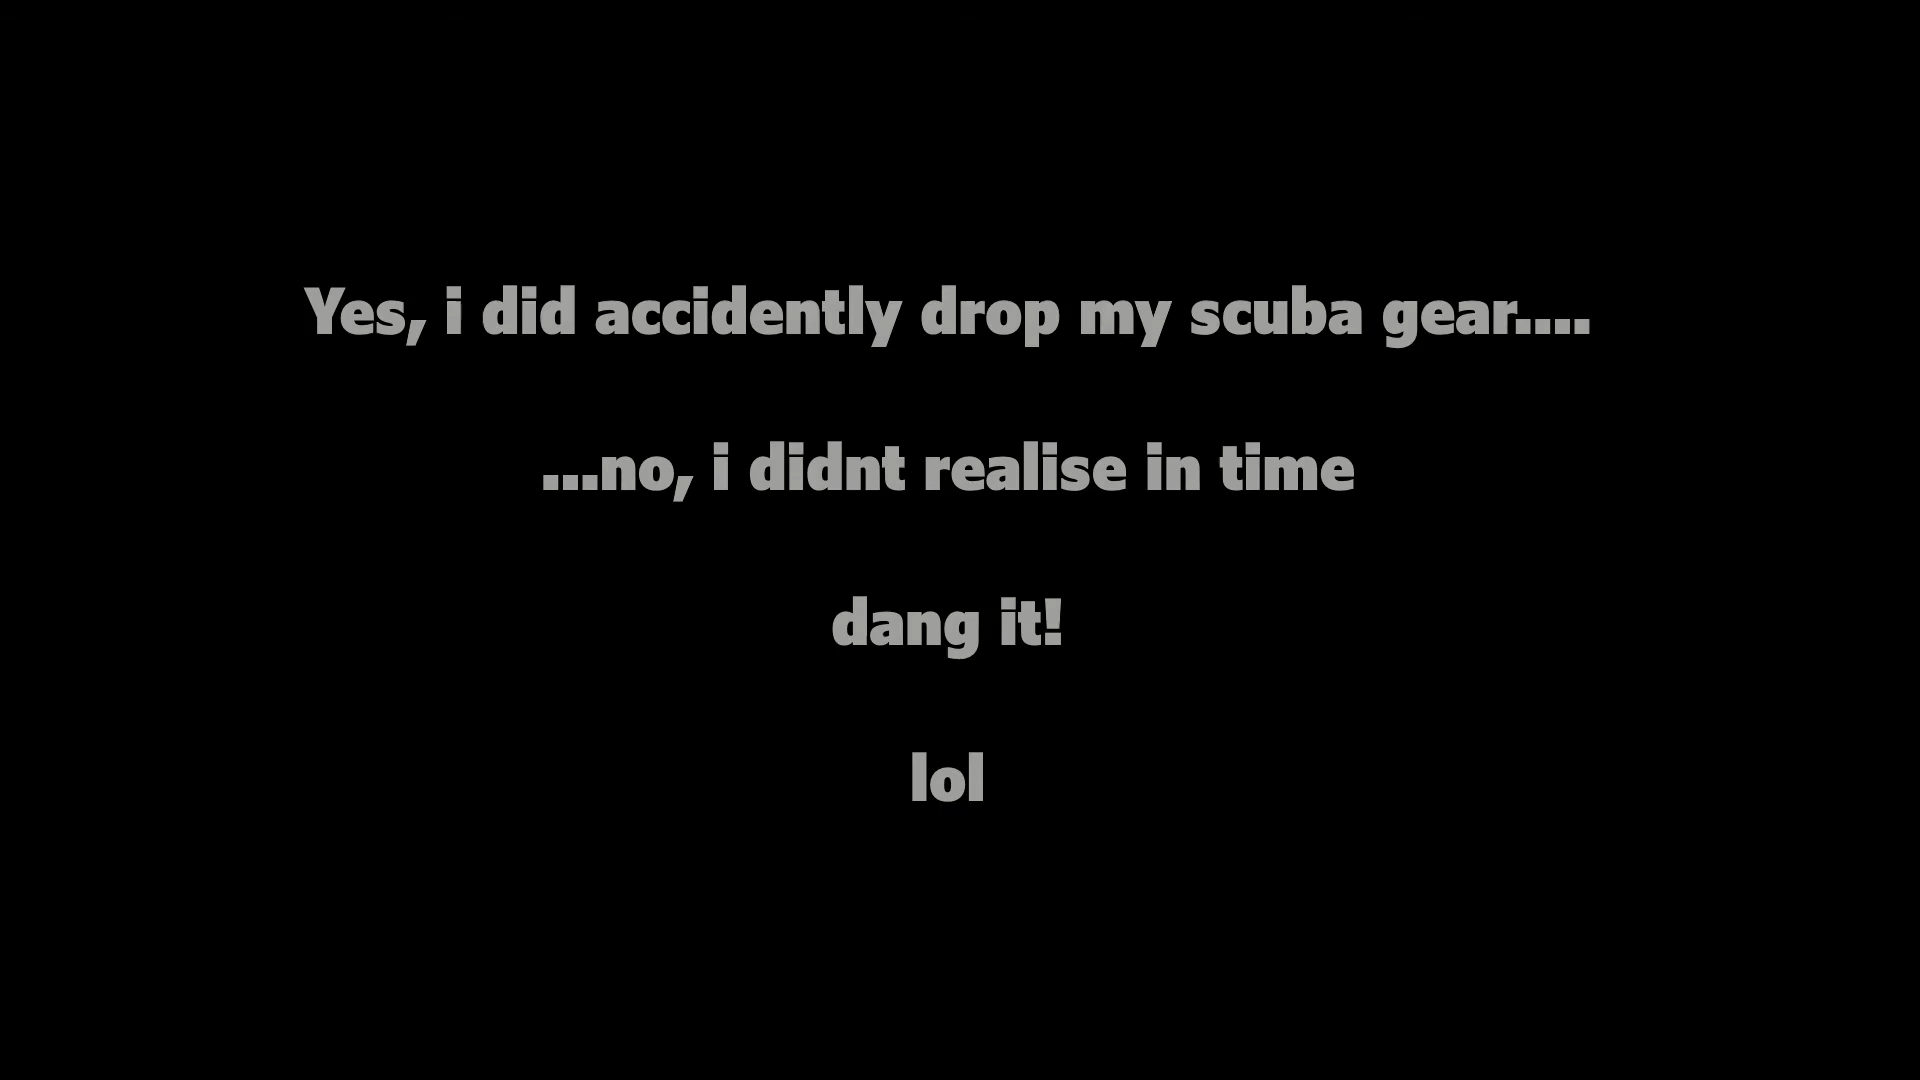 Yes, i did accidently drop my scuba gear....
...no, i didnt realise in time
dang it!
lol